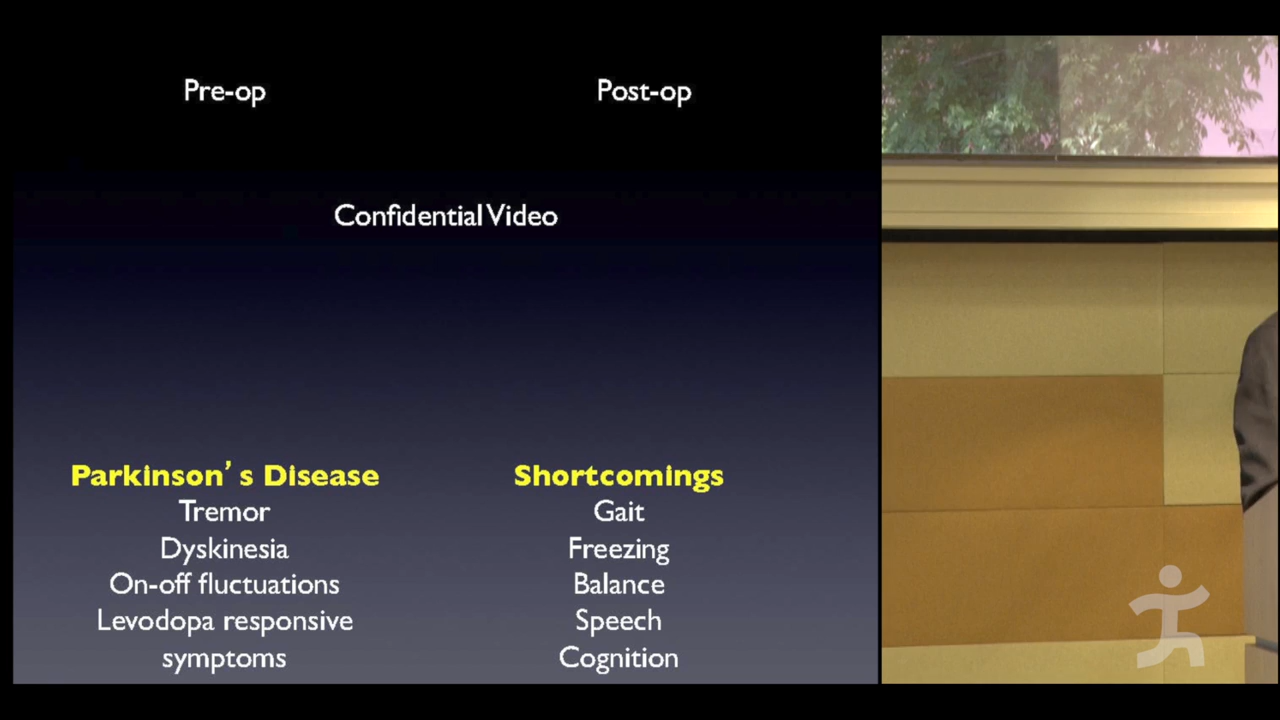 Pre-op
Post-op
Confidential Video
Parkinson's Disease
Tremor
Dyskinesia
On-off fluctuations
Levodopa responsive
symptoms
Shortcomings
Gait
Freezing
Balance
Speech
Cognition